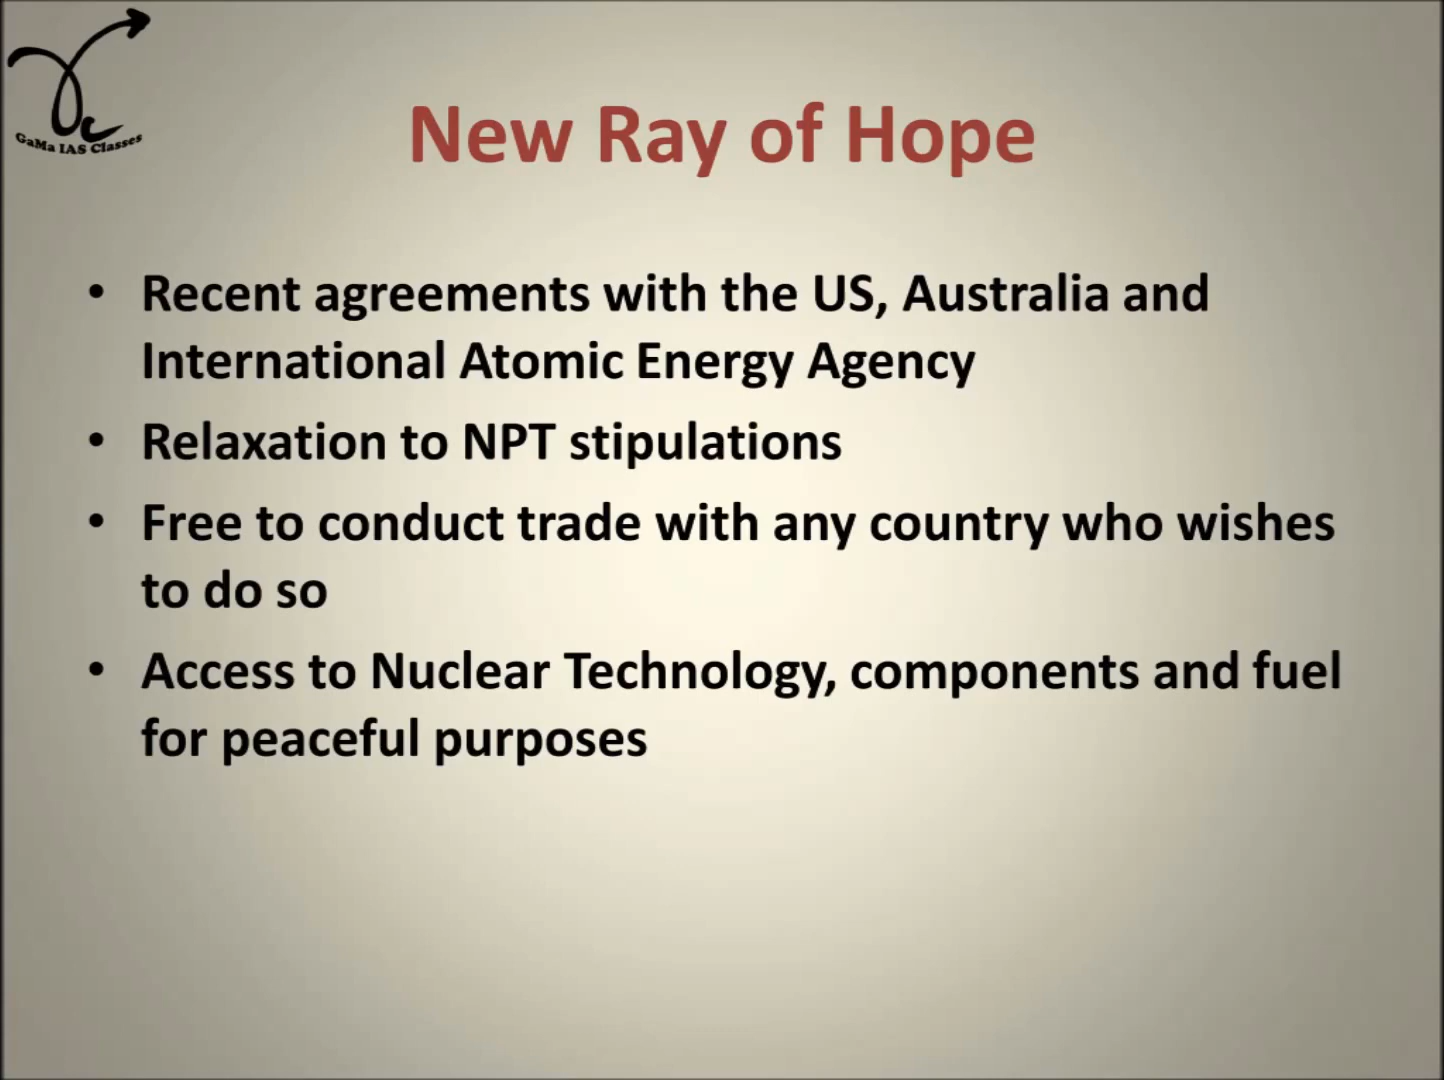 GaMa IAS Classes
New Ray of Hope
• Recent agreements with the US, Australia and
International Atomic Energy Agency
• Relaxation to NPT stipulations
• Free to conduct trade with any country who wishes
to do so
• Access to Nuclear Technology, components and fuel
for peaceful purposes